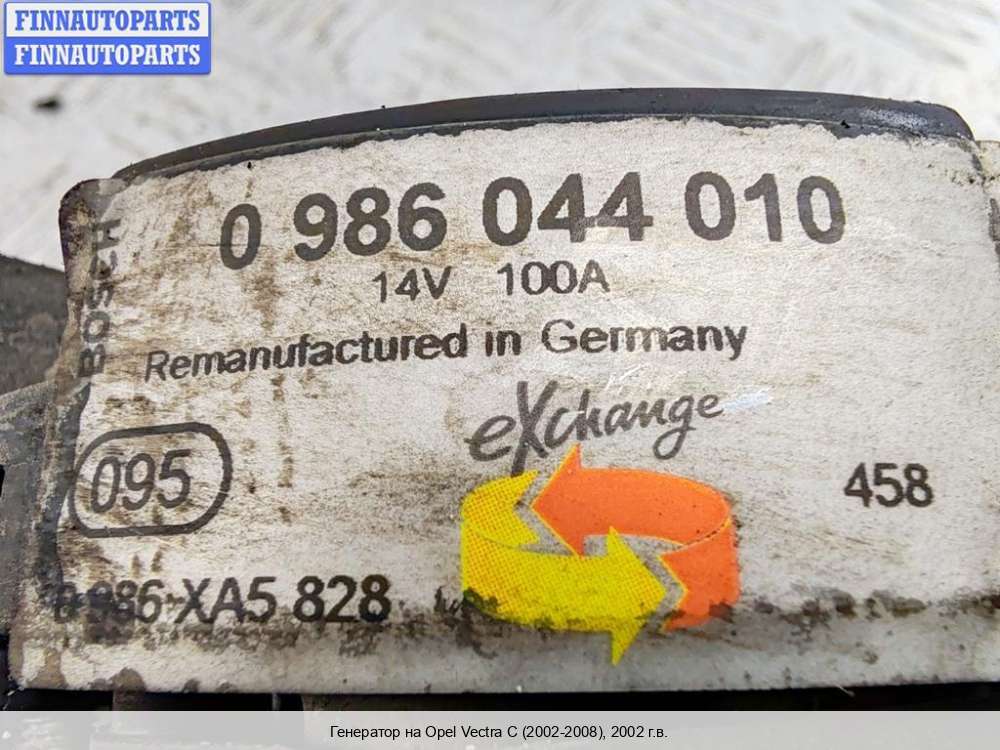 FINNAUTOPARTS
FINNAUTOPARTS
0 986 044 010
14V 100A
BOSCH
Remanufactured in Germany
eXchange
095
458
0 986 XA5 828
Генератор на Opel Vectra C (2002-2008), 2002 г.в.